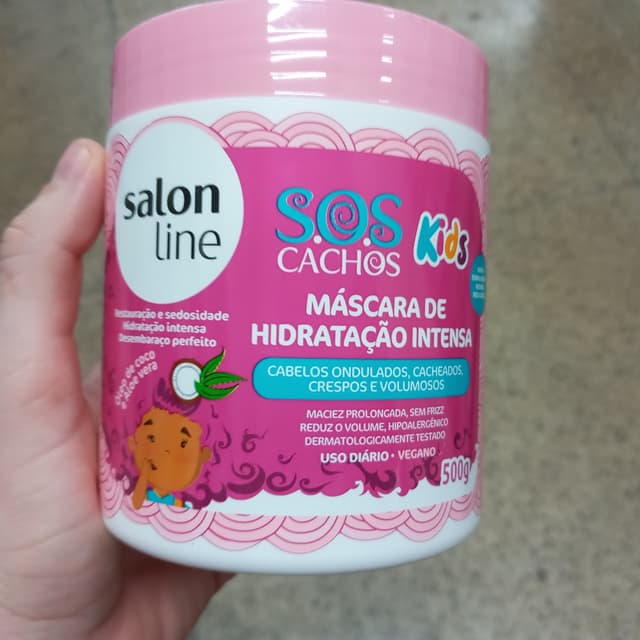 salon
line
S.O.S
CACHOS
Kids
MÁSCARA DE
HIDRATAÇÃO INTENSA
CABELOS ONDULADOS, CACHEADOS,
CRESPOS E VOLUMOSOS
Restauração e sedosidade
Hidratação intensa
Desembaraço perfeito
Óleo de coco
e Aloe vera
MACIEZ PROLONGADA, SEM FRIZZ
REDUZ O VOLUME, HIPOALERGÊNICO
DERMATOLOGICAMENTE TESTADO
USO DIÁRIO • VEGANO
500g